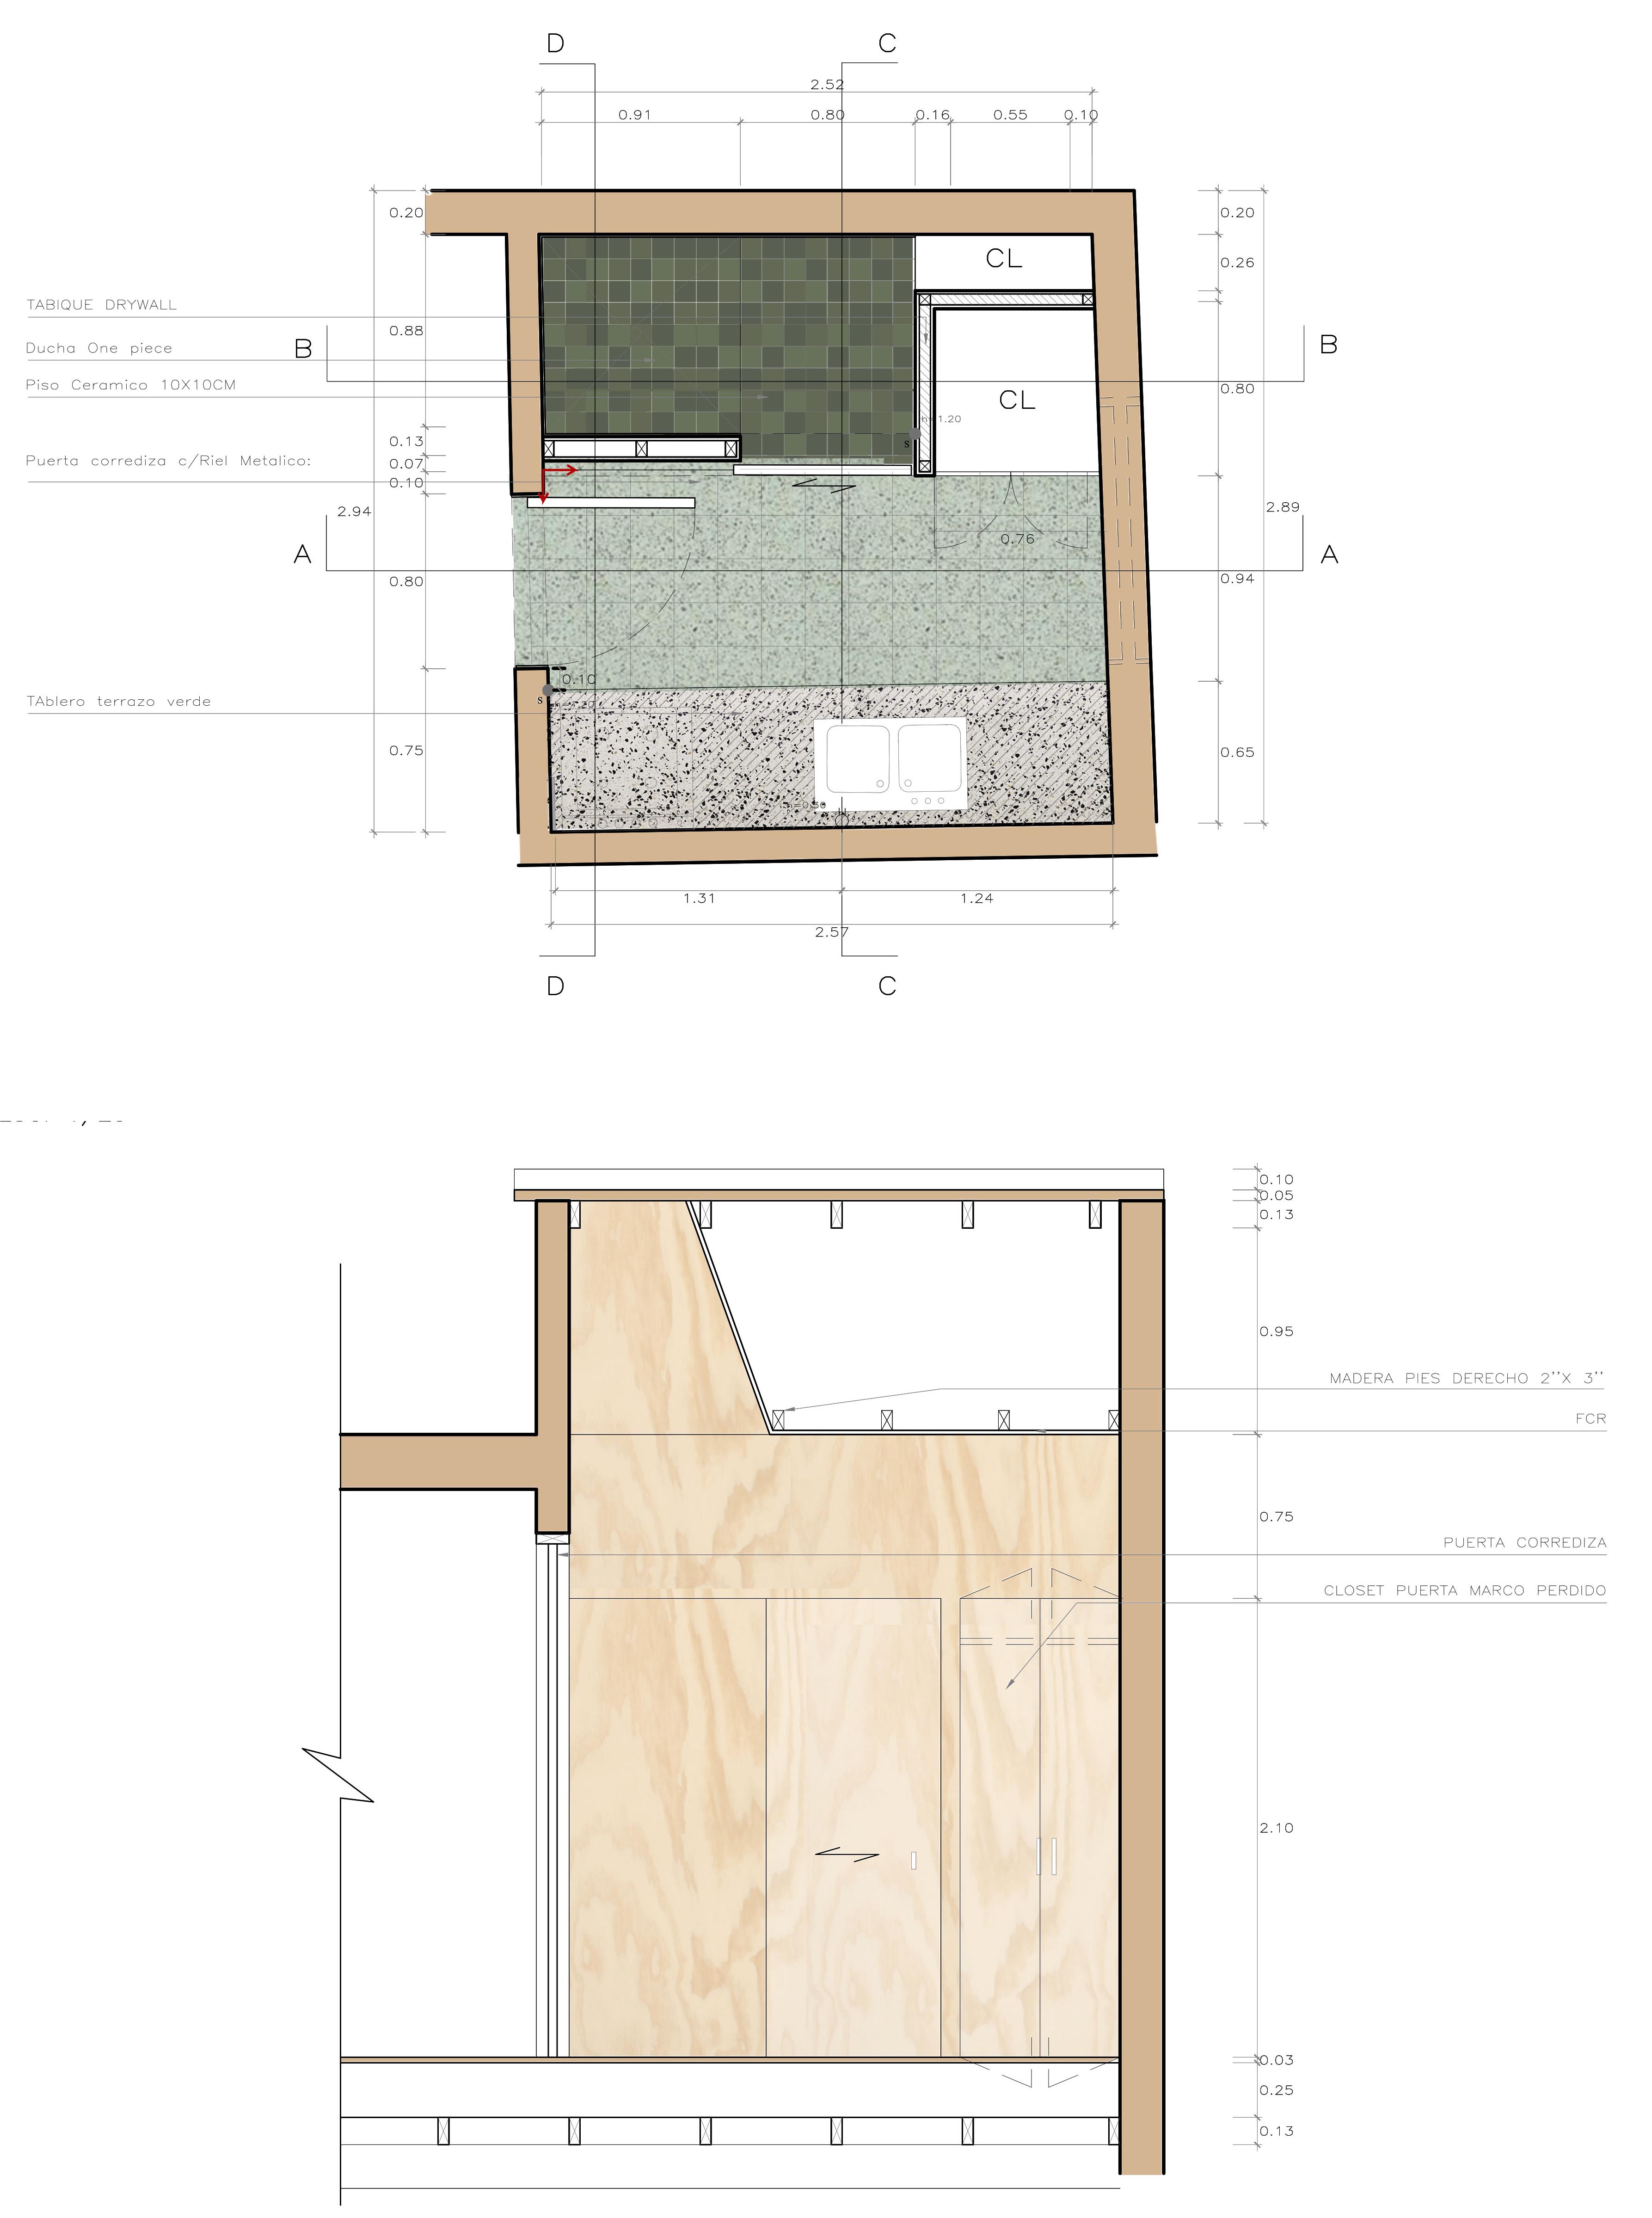 D
C
2.52
0.91
0.80
0.16
0.55
0.10
0.20
0.20
CL
0.26
TABIQUE DRYWALL
0.88
Ducha One piece
B
B
Piso Ceramico 10X10CM
0.80
CL
1.20
0.13
S
Puerta corrediza c/Riel Metalico:
0.07
0.10
2.94
2.89
0.76
A
A
0.80
0.94
0.10
S
TAblero terrazo verde
0.75
0.65
1.31
1.24
2.57
D
C
0.10
0.05
0.13
0.95
MADERA PIES DERECHO 2''X 3''
FCR
0.75
PUERTA CORREDIZA
CLOSET PUERTA MARCO PERDIDO
2.10
0.03
0.25
0.13